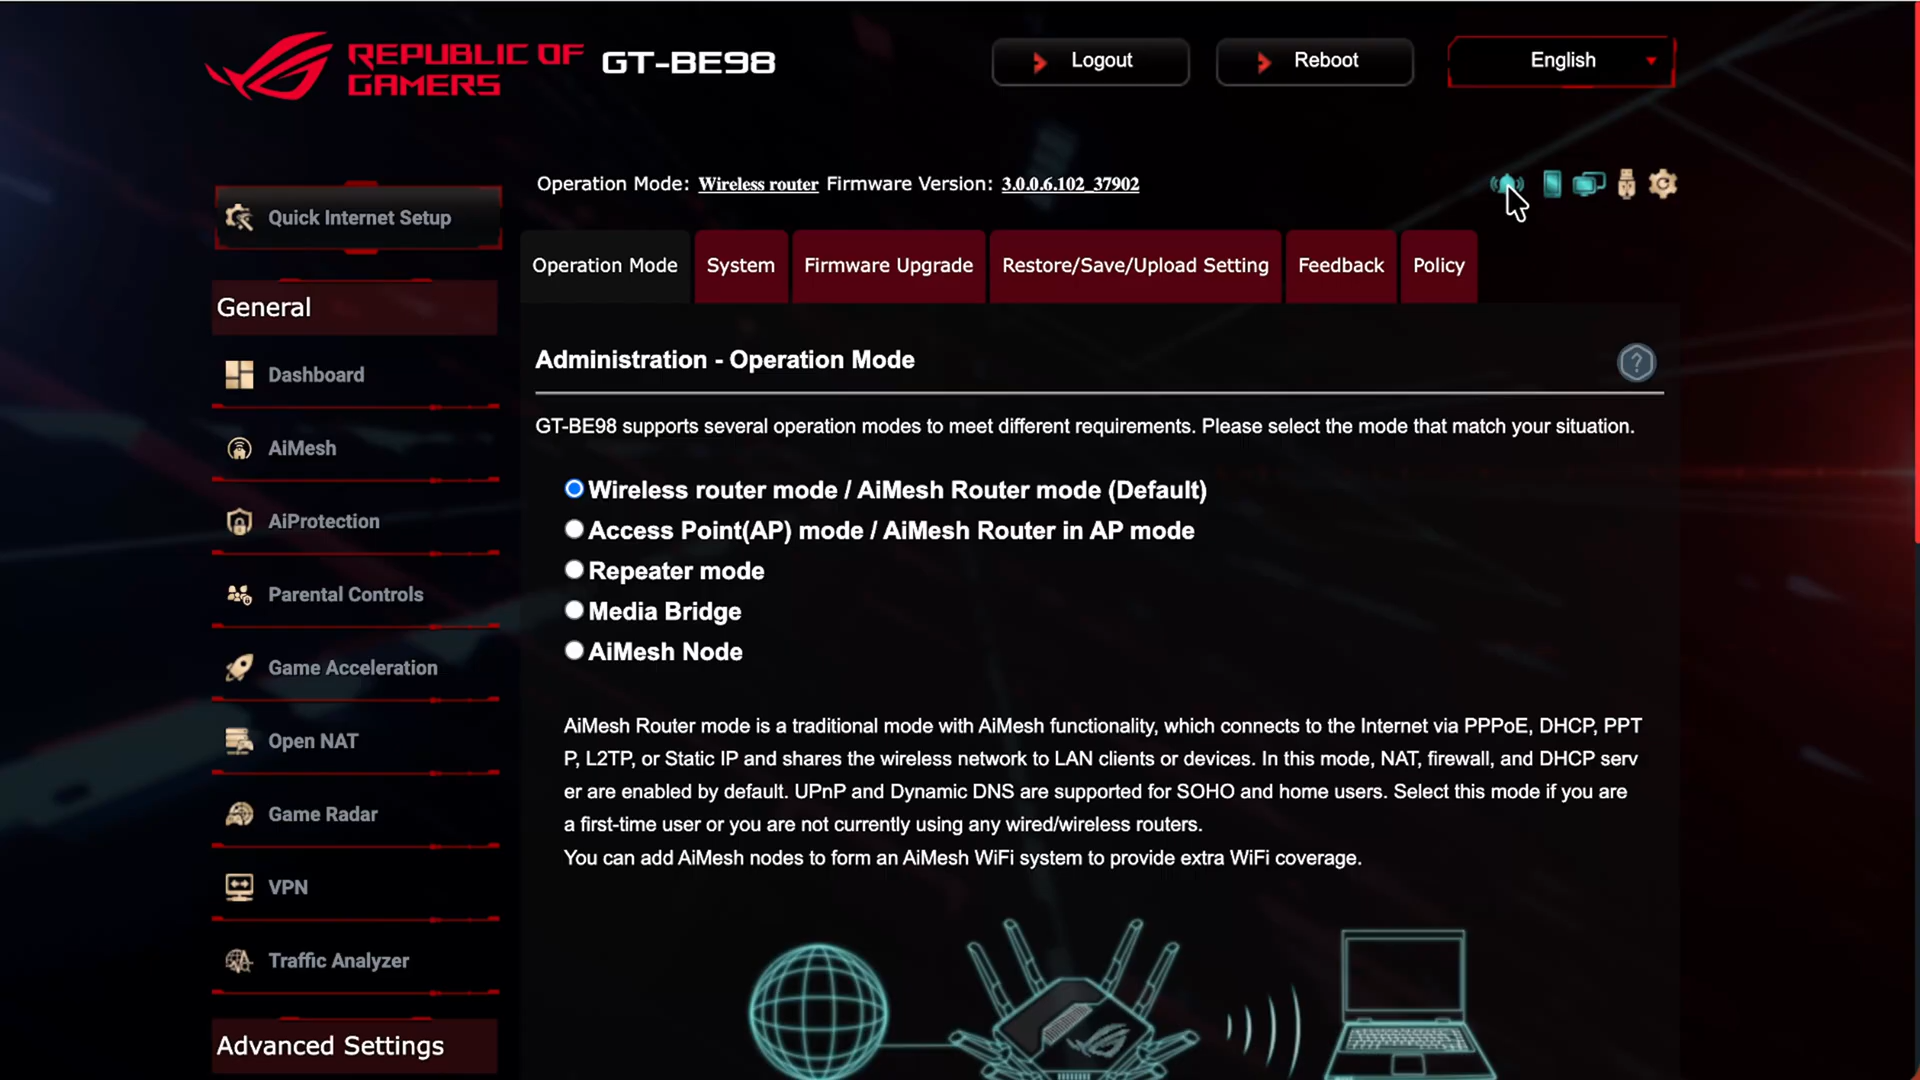 REPUBLIC OF
GAMERS
GT-BE98
Logout
Reboot
English
Operation Mode: Wireless router Firmware Version: 3.0.0.6.102_37902
Quick Internet Setup
Operation Mode
System
Firmware Upgrade
Restore/Save/Upload Setting
Feedback
Policy
General
Dashboard
AiMesh
AiProtection
Parental Controls
Game Acceleration
Open NAT
Game Radar
VPN
Traffic Analyzer
Advanced Settings
Administration - Operation Mode
?
GT-BE98 supports several operation modes to meet different requirements. Please select the mode that match your situation.
Wireless router mode / AiMesh Router mode (Default)
Access Point(AP) mode / AiMesh Router in AP mode
Repeater mode
Media Bridge
AiMesh Node
AiMesh Router mode is a traditional mode with AiMesh functionality, which connects to the Internet via PPPoE, DHCP, PPT
P, L2TP, or Static IP and shares the wireless network to LAN clients or devices. In this mode, NAT, firewall, and DHCP serv
er are enabled by default. UPnP and Dynamic DNS are supported for SOHO and home users. Select this mode if you are
a first-time user or you are not currently using any wired/wireless routers.
You can add AiMesh nodes to form an AiMesh WiFi system to provide extra WiFi coverage.